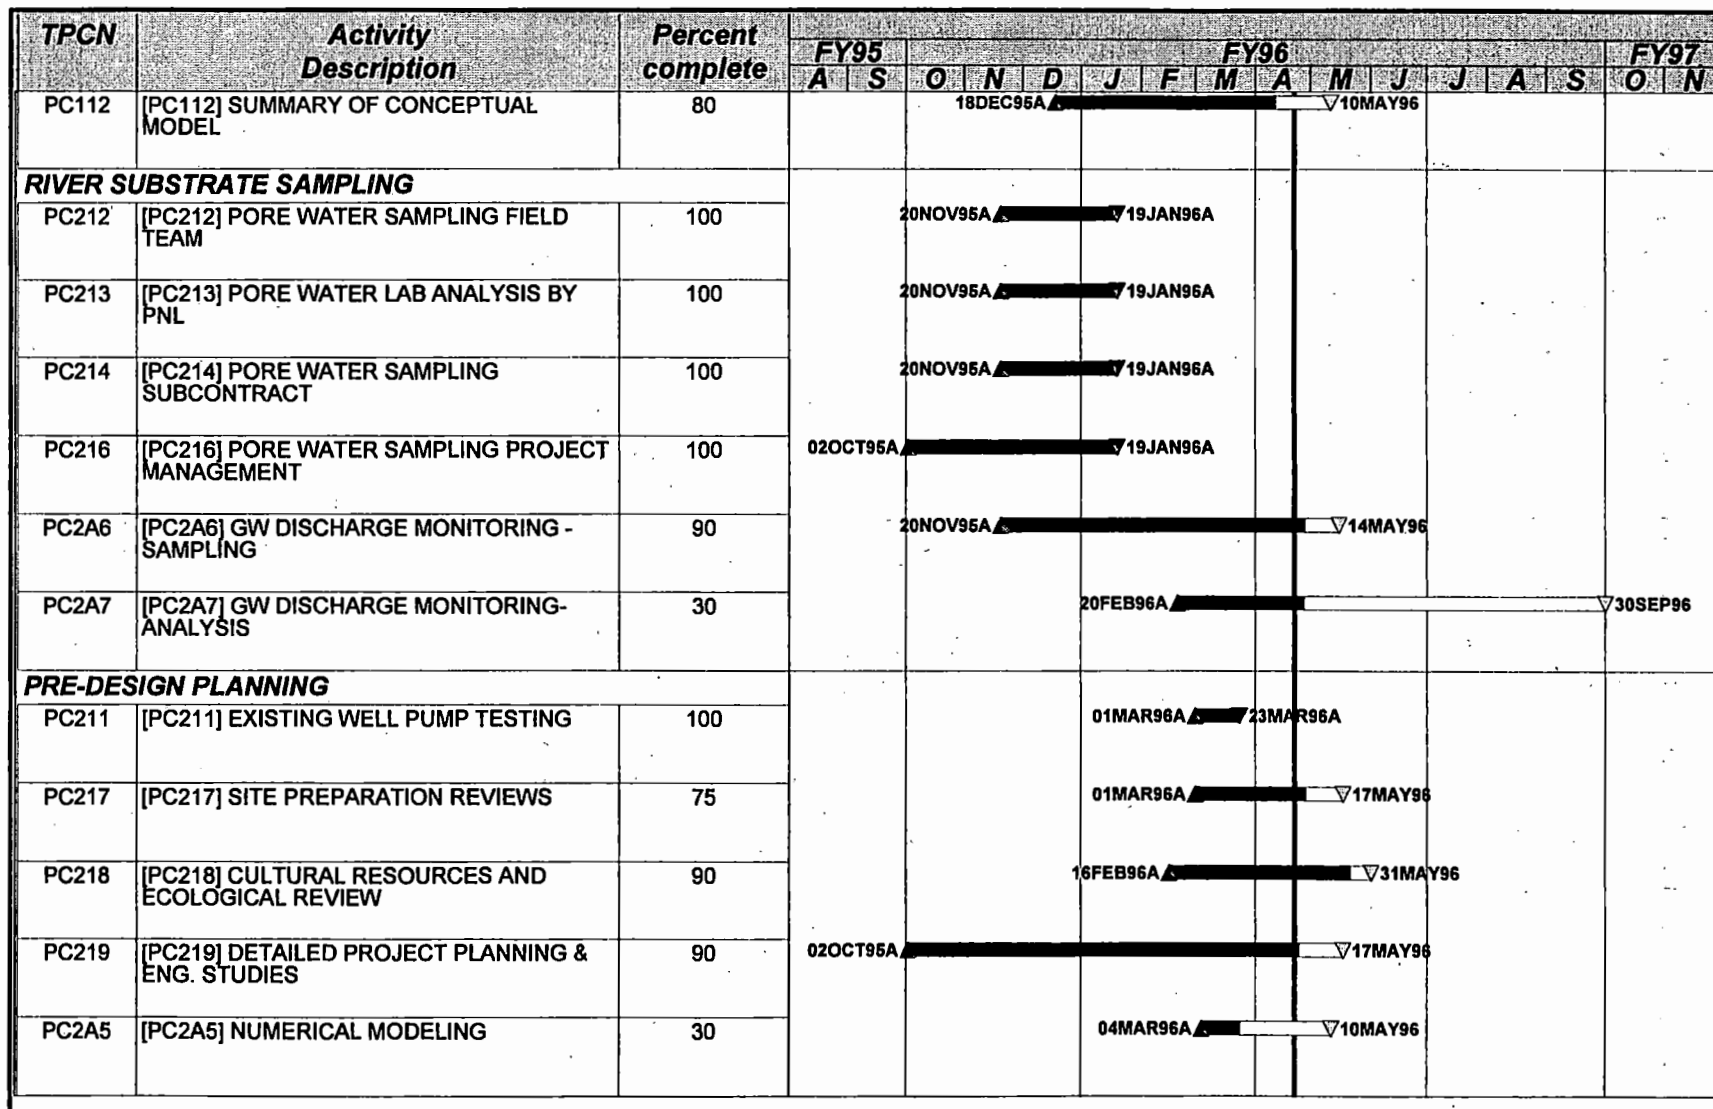 TPCN Activity Description Percent complete FY95 FY96 FY97
A S O N D J F M A M J J A S O N
PC112 [PC112] SUMMARY OF CONCEPTUAL 80 18DEC95A 10MAY96
MODEL
RIVER SUBSTRATE SAMPLING
PC212 [PC212] PORE WATER SAMPLING FIELD 100 20NOV95A 19JAN96A
TEAM
PC213 [PC213] PORE WATER LAB ANALYSIS BY 100 20NOV95A 19JAN96A
PNL
PC214 [PC214] PORE WATER SAMPLING 100 20NOV95A 19JAN96A
SUBCONTRACT
PC216 [PC216] PORE WATER SAMPLING PROJECT 100 02OCT95A 19JAN96A
MANAGEMENT
PC2A6 [PC2A6] GW DISCHARGE MONITORING - 90 20NOV95A 14MAY96
SAMPLING
PC2A7 [PC2A7] GW DISCHARGE MONITORING- 30 20FEB96A 30SEP96
ANALYSIS
PRE-DESIGN PLANNING
PC211 [PC211] EXISTING WELL PUMP TESTING 100 01MAR96A 23MAR96A
PC217 [PC217] SITE PREPARATION REVIEWS 75 01MAR96A 17MAY96
PC218 [PC218] CULTURAL RESOURCES AND 90 16FEB96A 31MAY96
ECOLOGICAL REVIEW
PC219 [PC219] DETAILED PROJECT PLANNING & 90 02OCT95A 17MAY96
ENG. STUDIES
PC2A5 [PC2A5] NUMERICAL MODELING 30 04MAR96A 10MAY96